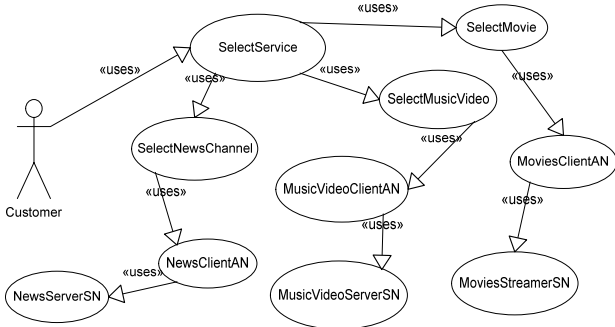 «uses»
SelectMovie
SelectService
«uses»
«uses»
«uses»
«uses»
SelectMusicVideo
«uses»
SelectNewsChannel
MoviesClientAN
Customer
«uses»
MusicVideoClientAN
«uses»
«uses»
NewsClientAN
«uses»
MoviesStreamerSN
NewsServerSN
MusicVideoServerSN